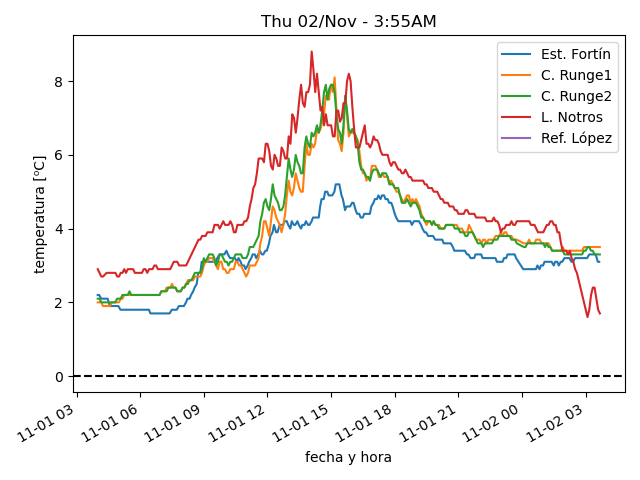 Thu 02/Nov - 3:55AM
Est. Fortín
C. Runge1
C. Runge2
L. Notros
Ref. López
temperatura [ºC]
8
6
4
2
0
11-01 03
11-01 06
11-01 09
11-01 12
11-01 15
11-01 18
11-01 21
11-02 00
11-02 03
fecha y hora